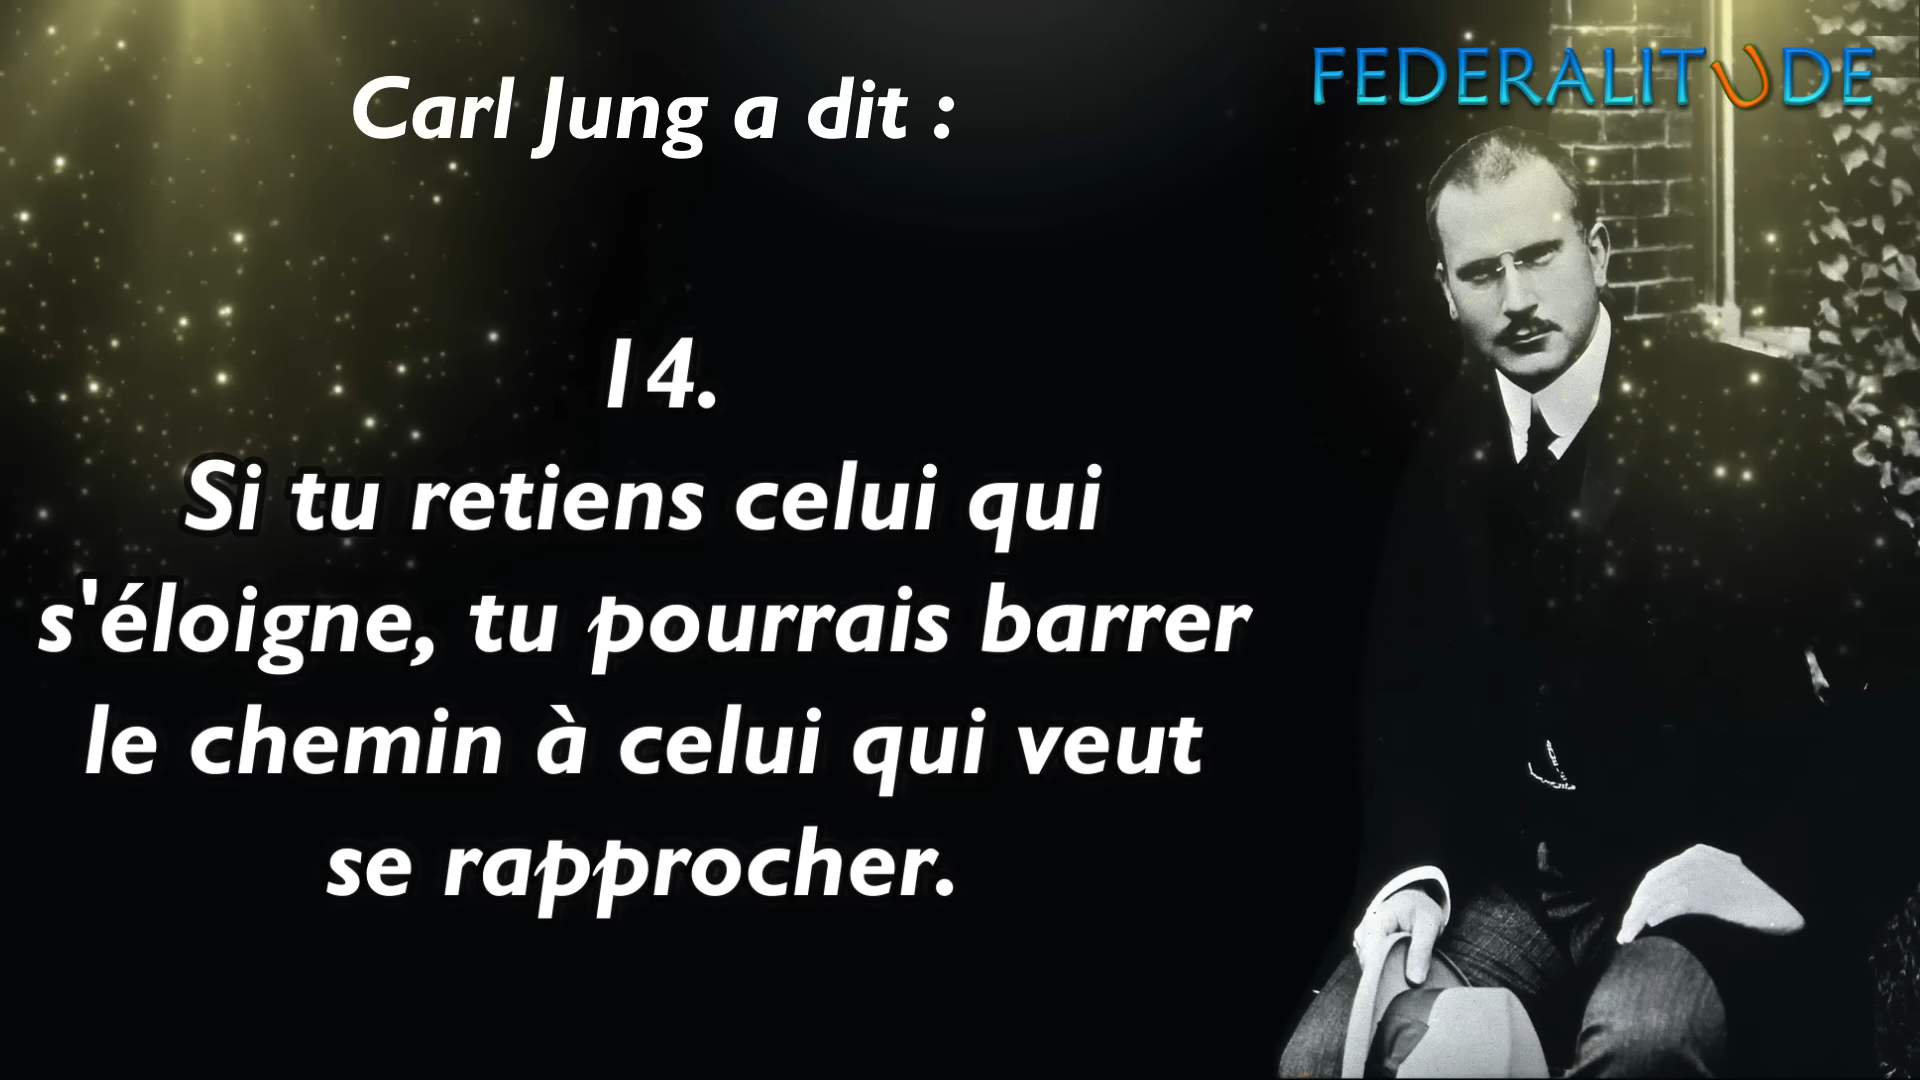 Carl Jung a dit :
FEDERALITUDE
14.
Si tu retiens celui qui
s'éloigne, tu pourrais barrer
le chemin à celui qui veut
se rapprocher.